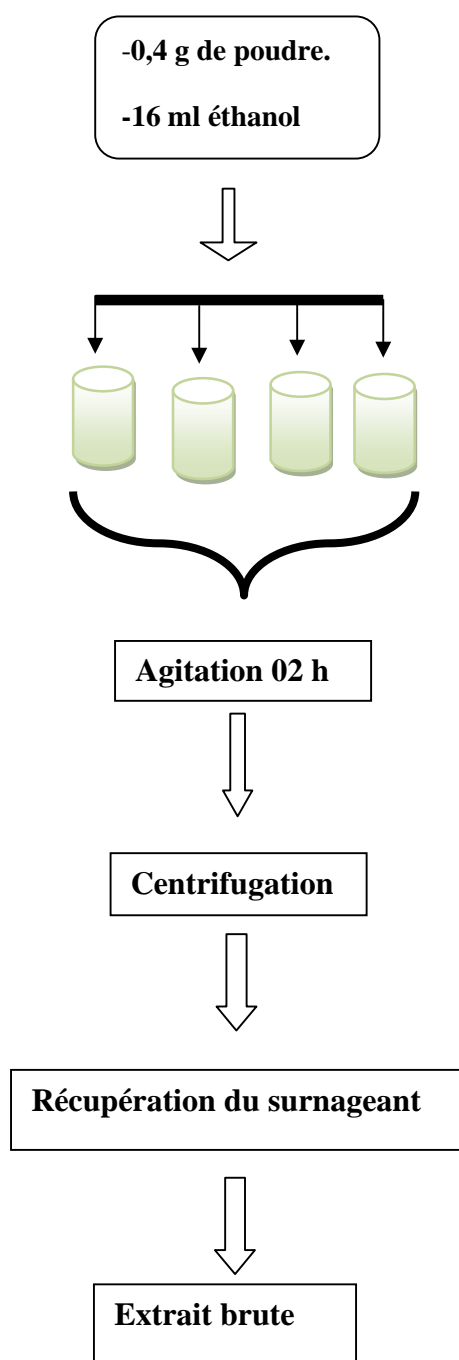 -0,4 g de poudre.
-16 ml éthanol
Agitation 02 h
Centrifugation
Récupération du surnageant
Extrait brute